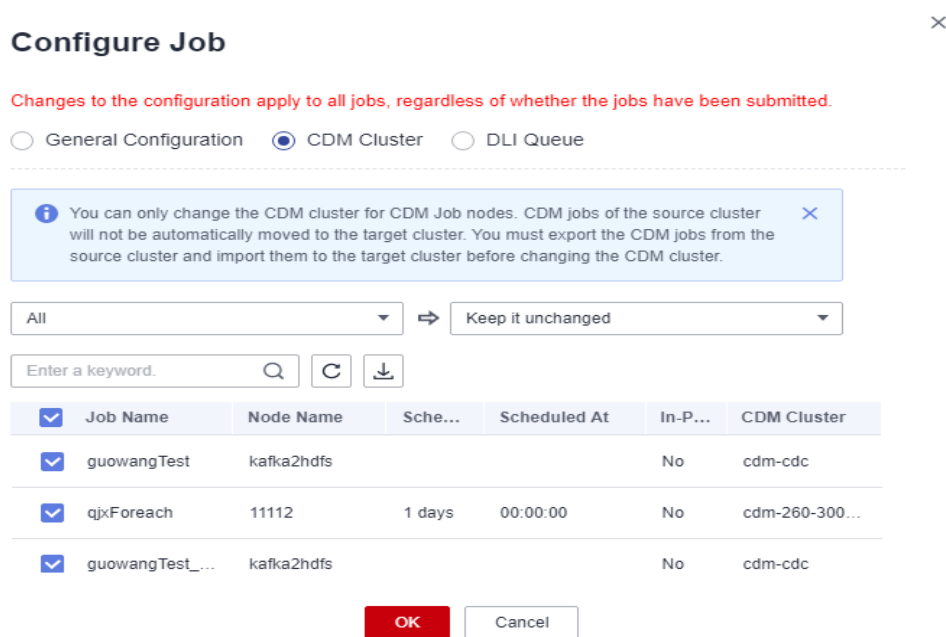 Configure Job
Changes to the configuration apply to all jobs, regardless of whether the jobs have been submitted.
General Configuration CDM Cluster DLI Queue
You can only change the CDM cluster for CDM Job nodes. CDM jobs of the source cluster
will not be automatically moved to the target cluster. You must export the CDM jobs from the
source cluster and import them to the target cluster before changing the CDM cluster.
All Keep it unchanged
Enter a keyword.
Job Name Node Name Sche... Scheduled At In-P... CDM Cluster
guowangTest kafka2hdfs No cdm-cdc
qjxForeach 11112 1 days 00:00:00 No cdm-260-300...
guowangTest_... kafka2hdfs No cdm-cdc
OK Cancel